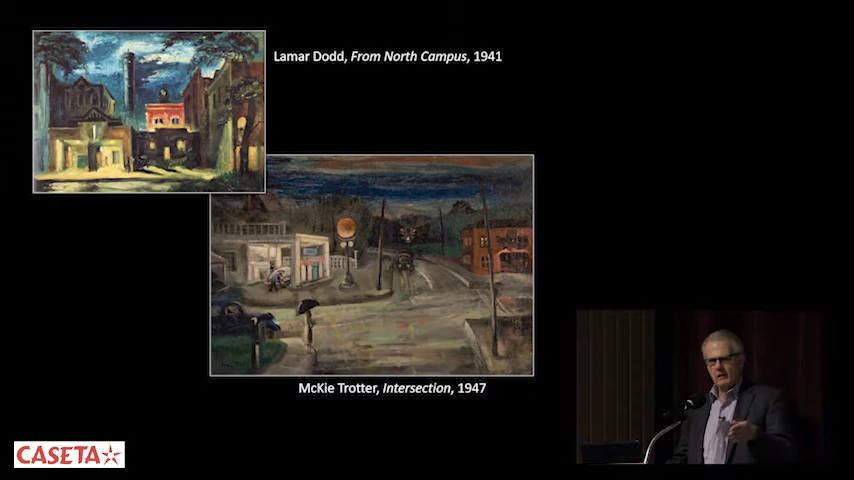 Lamar Dodd, From North Campus, 1941
McKie Trotter, Intersection, 1947
CASETA